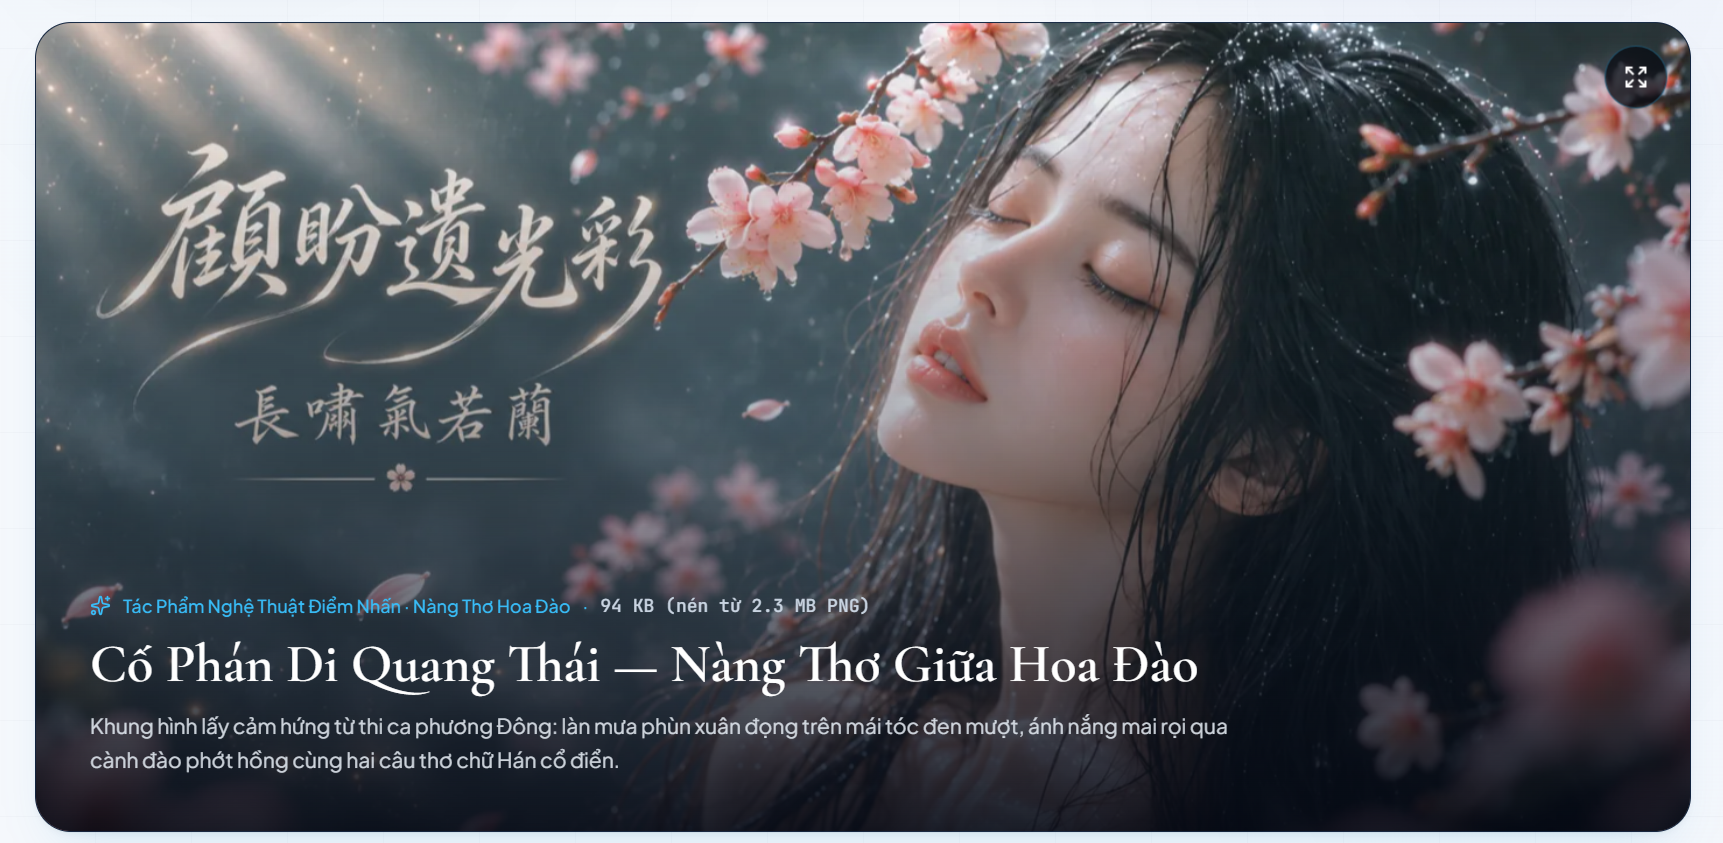 顧盼遺光彩
長嘯氣若蘭
Tác Phẩm Nghệ Thuật Điểm Nhấn · Nàng Thơ Hoa Đào · 94 KB (nén từ 2.3 MB PNG)
Cố Phán Di Quang Thái — Nàng Thơ Giữa Hoa Đào
Khung hình lấy cảm hứng từ thi ca phương Đông: làn mưa phùn xuân đọng trên mái tóc đen mượt, ánh nắng mai rọi qua
cành đào phớt hồng cùng hai câu thơ chữ Hán cổ điển.